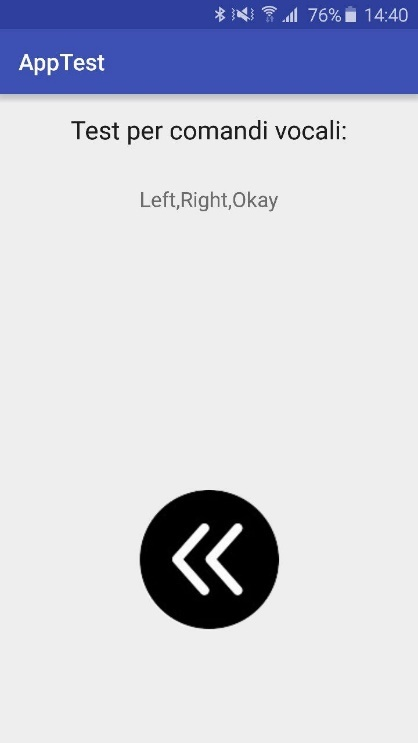 76% 14:40
AppTest
Test per comandi vocali:
Left,Right,Okay